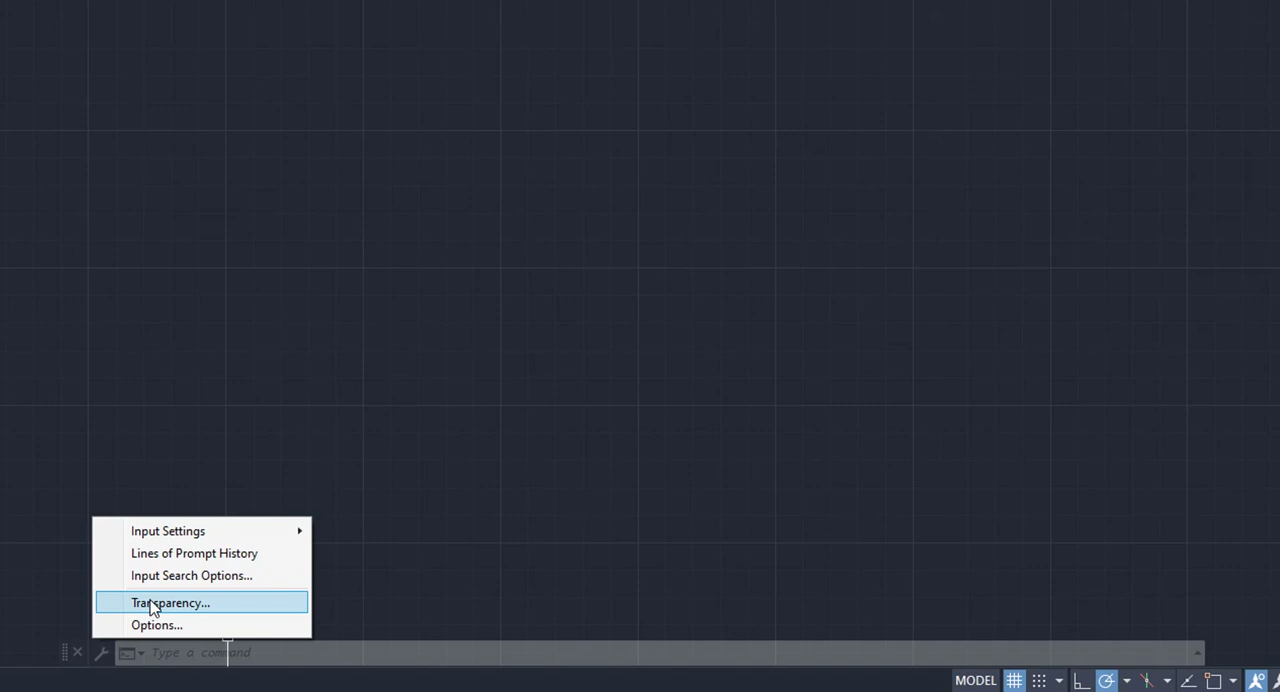 Input Settings
Lines of Prompt History
Input Search Options...
Transparency...
Options...
Type a command
MODEL